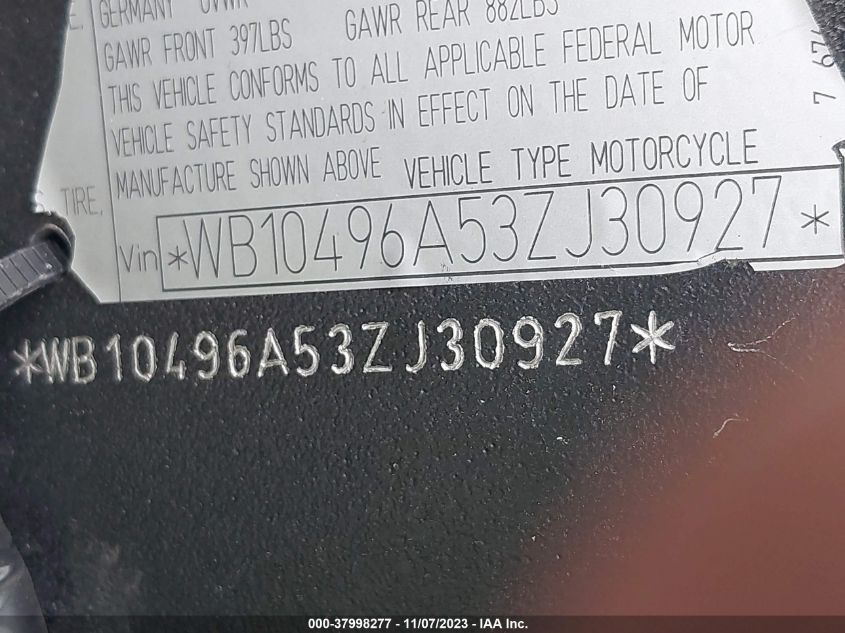 E, GERMANY GVWR
GAWR FRONT 397LBS GAWR REAR 882LBS
THIS VEHICLE CONFORMS TO ALL APPLICABLE FEDERAL MOTOR
VEHICLE SAFETY STANDARDS IN EFFECT ON THE DATE OF
MANUFACTURE SHOWN ABOVE VEHICLE TYPE MOTORCYCLE
S TIRE,
Vin *WB10496A53ZJ30927*
*WB10496A53ZJ30927*
000-37998277 - 11/07/2023 - IAA Inc.